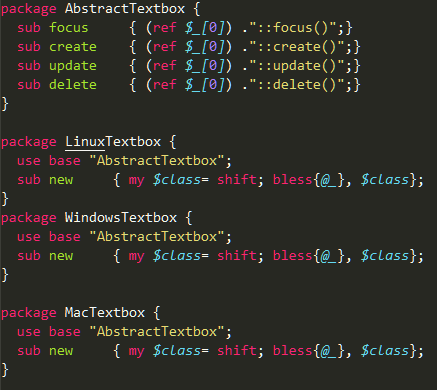 package AbstractTextbox {
  sub focus     { (ref $_[0]) ."::focus()";}
  sub create    { (ref $_[0]) ."::create()";}
  sub update    { (ref $_[0]) ."::update()";}
  sub delete    { (ref $_[0]) ."::delete()";}
}

package LinuxTextbox {
  use base "AbstractTextbox";
  sub new     { my $class= shift; bless{@_}, $class};
}
package WindowsTextbox {
  use base "AbstractTextbox";
  sub new     { my $class= shift; bless{@_}, $class};
}

package MacTextbox {
  use base "AbstractTextbox";
  sub new     { my $class= shift; bless{@_}, $class};
}